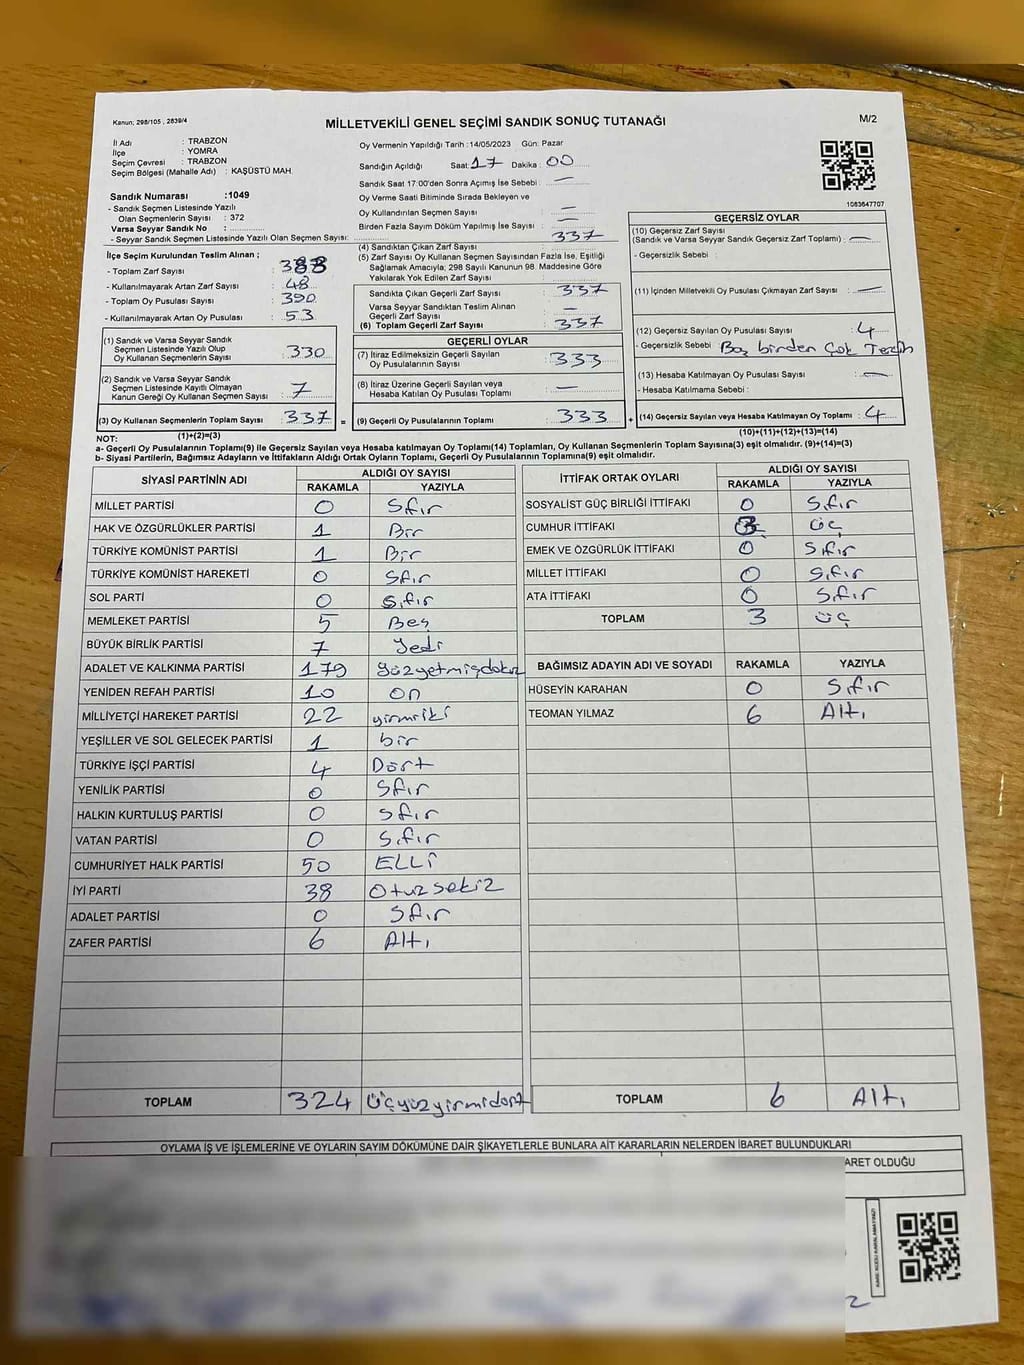 Kanun; 298/105 , 2839/4
MİLLETVEKİLİ GENEL SEÇİMİ SANDIK SONUÇ TUTANAĞI
M/2
İl Adı : TRABZON
İlçe : YOMRA
Seçim Çevresi : TRABZON
Seçim Bölgesi (Mahalle Adı) : KAŞÜSTÜ MAH.
Sandık Numarası :1049
- Sandık Seçmen Listesinde Yazılı
Olan Seçmenlerin Sayısı : 372
Varsa Seyyar Sandık No :
- Seyyar Sandık Seçmen Listesinde Yazılı Olan Seçmen Sayısı:
Oy Vermenin Yapıldığı Tarih :14/05/2023 Gün: Pazar
Sandığın Açıldığı Saat: 17 Dakika : 00
Sandık Saat 17:00'den Sonra Açımış İse Sebebi : —
Oy Verme Saati Bitiminde Sırada Bekleyen ve
Oy Kullandırılan Seçmen Sayısı : —
Birden Fazla Sayım Döküm Yapılmış İse Sayısı : —
1083647707
İlçe Seçim Kurulundan Teslim Alınan ;
- Toplam Zarf Sayısı :
- Kullanılmayarak Artan Zarf Sayısı : 48
- Toplam Oy Pusulası Sayısı : 390
- Kullanılmayarak Artan Oy Pusulası : 53
(4) Sandıktan Çıkan Zarf Sayısı : 337
(5) Zarf Sayısı Oy Kullanan Seçmen Sayısından Fazla İse, Eşitliği
Sağlamak Amacıyla; 298 Sayılı Kanunun 98. Maddesine Göre
Yakılarak Yok Edilen Zarf Sayısı :
Sandıkta Çıkan Geçerli Zarf Sayısı : 337
Varsa Seyyar Sandıktan Teslim Alınan
Geçerli Zarf Sayısı : —
(6) Toplam Geçerli Zarf Sayısı : 337
GEÇERSİZ OYLAR
(10) Geçersiz Zarf Sayısı
(Sandık ve Varsa Seyyar Sandık Geçersiz Zarf Toplamı) : —
- Geçersizlik Sebebi :
(11) İçinden Milletvekili Oy Pusulası Çıkmayan Zarf Sayısı : —
(12) Geçersiz Sayılan Oy Pusulası Sayısı : 4
- Geçersizlik Sebebi : birden Çok Tercih
(13) Hesaba Katılmayan Oy Pusulası Sayısı : —
- Hesaba Katılmama Sebebi :
(1) Sandık ve Varsa Seyyar Sandık
Seçmen Listesinde Yazılı Olup
Oy Kullanan Seçmenlerin Sayısı : 330
(2) Sandık ve Varsa Seyyar Sandık
Seçmen Listesinde Kayıtlı Olmayan
Kanun Gereği Oy Kullanan Seçmen Sayısı : 7
GEÇERLİ OYLAR
(7) İtiraz Edilmeksizin Geçerli Sayılan
Oy Pusulalarının Sayısı : 333
(8) İtiraz Üzerine Geçerli Sayılan veya
Hesaba Katılan Oy Pusulası Toplamı : —
(3) Oy Kullanan Seçmenlerin Toplam Sayısı : 337 = (9) Geçerli Oy Pusulalarının Toplamı : 333 + (14) Geçersiz Sayılan veya Hesaba Katılmayan Oy Toplamı : 4
NOT: (1)+(2)=(3) (10)+(11)+(12)+(13)=(14)
a- Geçerli Oy Pusulalarının Toplamı(9) ile Geçersiz Sayılan veya Hesaba katılmayan Oy Toplamı(14) Toplamları, Oy Kullanan Seçmenlerin Toplam Sayısına(3) eşit olmalıdır. (9)+(14)=(3)
b- Siyasi Partilerin, Bağımsız Adayların ve İttifakların Aldığı Ortak Oyların Toplamı, Geçerli Oy Pusulalarının Toplamına(9) eşit olmalıdır.
SİYASİ PARTİNİN ADI ALDIĞI OY SAYISI
RAKAMLA YAZIYLA
MİLLET PARTİSİ 0 Sıfır
HAK VE ÖZGÜRLÜKLER PARTİSİ 1 Bir
TÜRKİYE KOMÜNİST PARTİSİ 1 Bir
TÜRKİYE KOMÜNİST HAREKETİ 0 Sıfır
SOL PARTİ 0 Sıfır
MEMLEKET PARTİSİ 5 Beş
BÜYÜK BİRLİK PARTİSİ 7 Yedi
ADALET VE KALKINMA PARTİSİ 179 yüzyetmişdokuz
YENİDEN REFAH PARTİSİ 10 on
MİLLİYETÇİ HAREKET PARTİSİ 22 yirmiiki
YEŞİLLER VE SOL GELECEK PARTİSİ 1 bir
TÜRKİYE İŞÇİ PARTİSİ 4 Dört
YENİLİK PARTİSİ 0 Sıfır
HALKIN KURTULUŞ PARTİSİ 0 Sıfır
VATAN PARTİSİ 0 Sıfır
CUMHURİYET HALK PARTİSİ 50 ELLİ
İYİ PARTİ 38 Otuzsekiz
ADALET PARTİSİ 0 Sıfır
ZAFER PARTİSİ 6 Altı
TOPLAM 324 Üçyüzyirmidört
İTTİFAK ORTAK OYLARI ALDIĞI OY SAYISI
RAKAMLA YAZIYLA
SOSYALİST GÜÇ BİRLİĞİ İTTİFAKI 0 Sıfır
CUMHUR İTTİFAKI 3 üç
EMEK VE ÖZGÜRLÜK İTTİFAKI 0 Sıfır
MİLLET İTTİFAKI 0 Sıfır
ATA İTTİFAKI 0 Sıfır
TOPLAM 3 üç
BAĞIMSIZ ADAYIN ADI VE SOYADI RAKAMLA YAZIYLA
HÜSEYİN KARAHAN 0 Sıfır
TEOMAN YILMAZ 6 Altı
TOPLAM 6 Altı
OYLAMA İŞ VE İŞLEMLERİNE VE OYLARIN SAYIM DÖKÜMÜNE DAİR ŞİKAYETLERLE BUNLARA AİT KARARLARIN NELERDEN İBARET BULUNDUKLARI
ARET OLDUĞU